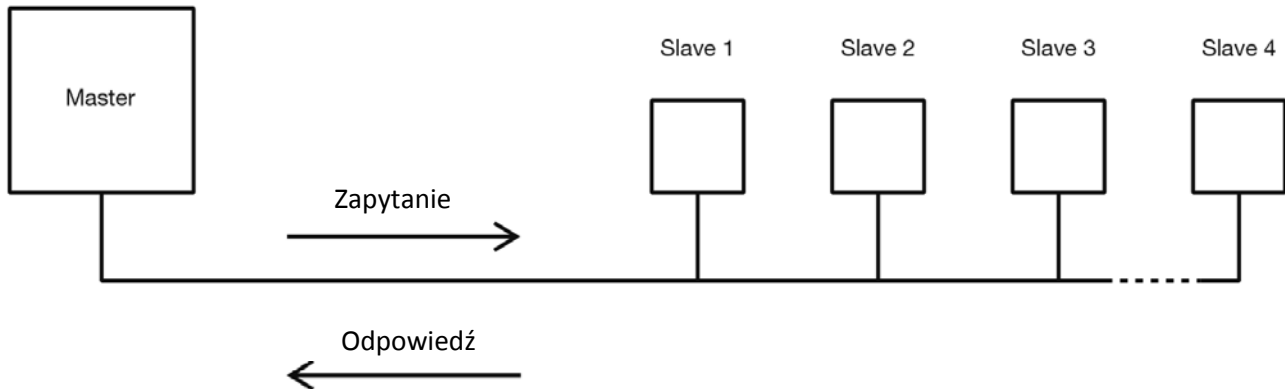 Master
Slave 1
Slave 2
Slave 3
Slave 4
Zapytanie
Odpowiedź